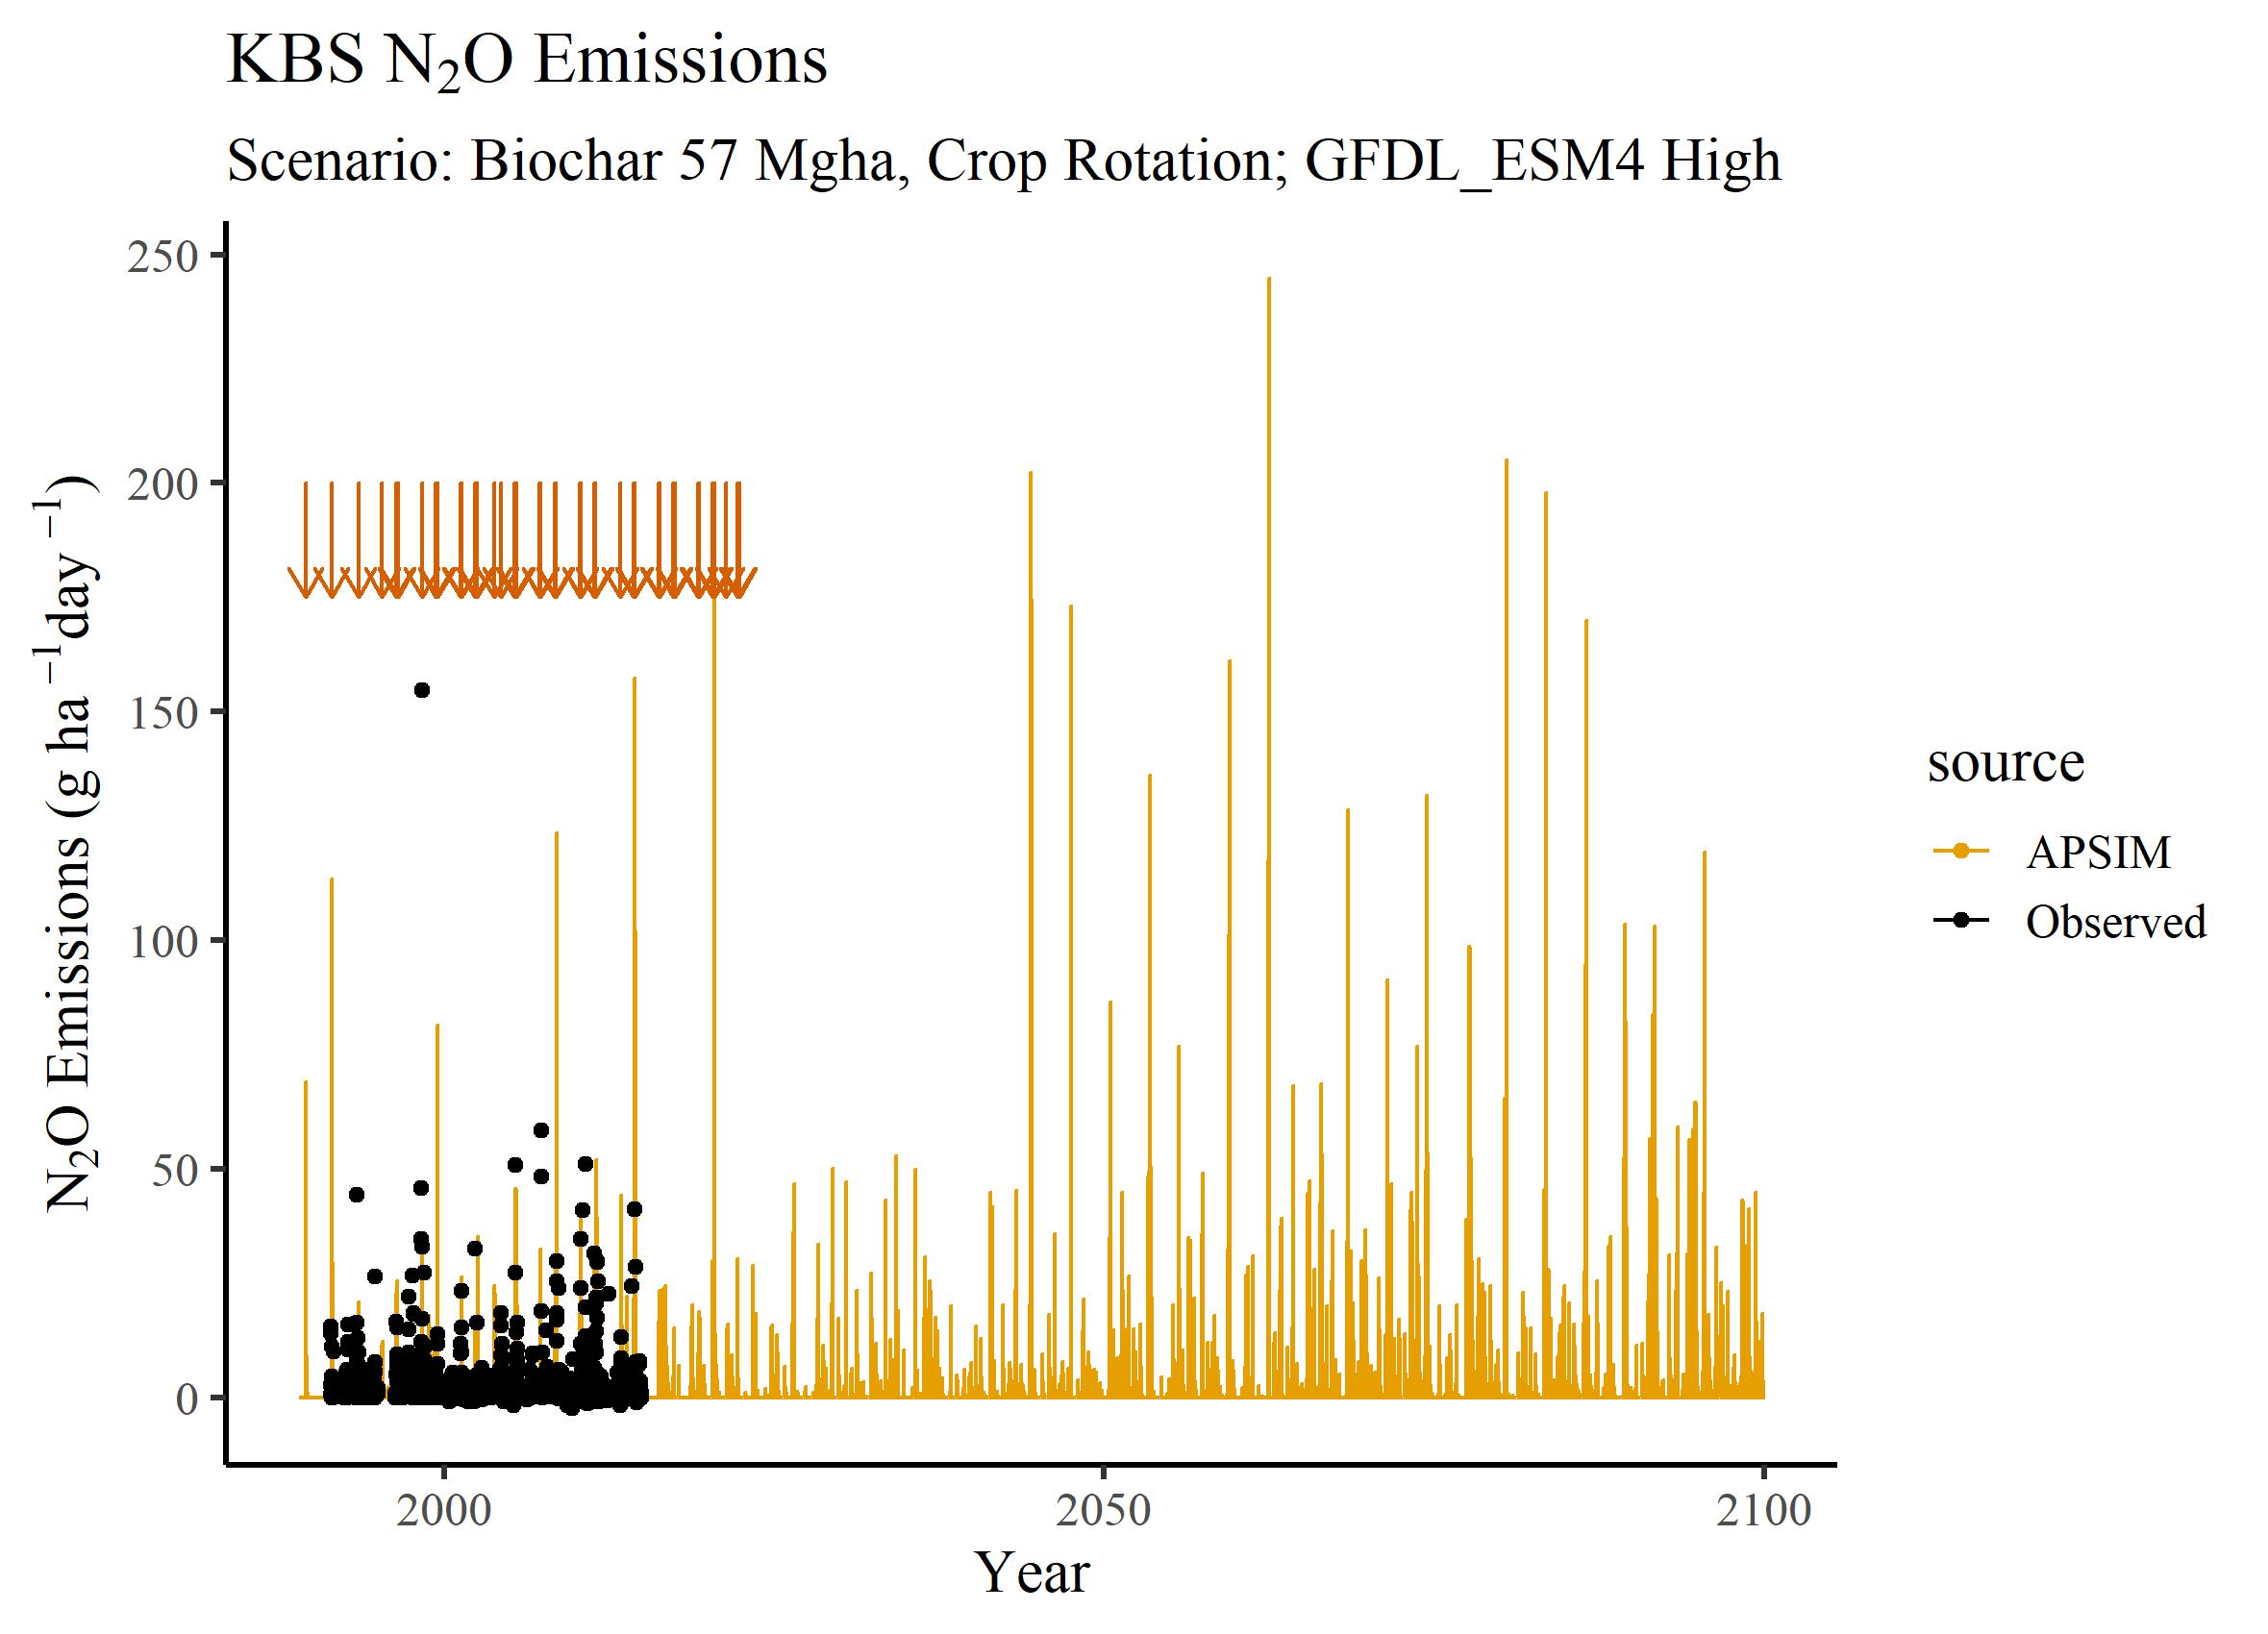 KBS N₂O Emissions
Scenario: Biochar 57 Mgha, Crop Rotation; GFDL_ESM4 High
N₂O Emissions (g ha⁻¹day⁻¹)
250
200
150
100
50
0
2000
2050
2100
Year
source
APSIM
Observed